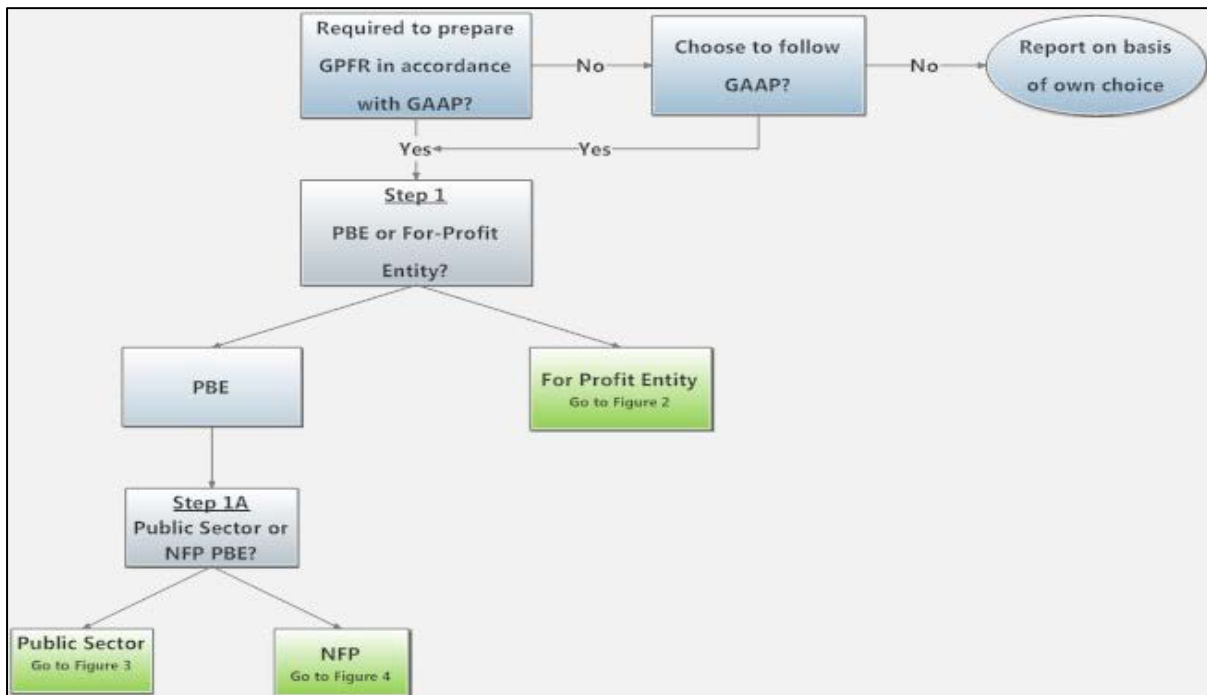 Required to prepare
GPFR in accordance
with GAAP?
No
Choose to follow
GAAP?
No
Report on basis
of own choice
Yes
Yes
Step 1
PBE or For-Profit
Entity?
PBE
For Profit Entity
Go to Figure 2
Step 1A
Public Sector or
NFP PBE?
Public Sector
Go to Figure 3
NFP
Go to Figure 4